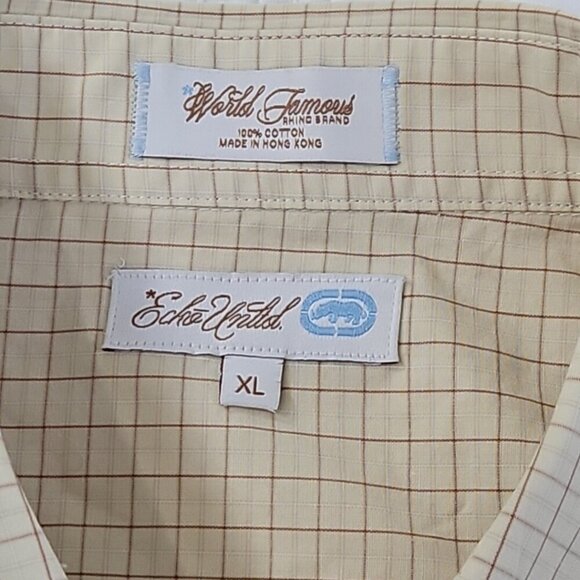 *World Famous
RHINO BRAND
100% COTTON
MADE IN HONG KONG
*Ecko Unltd.
XL